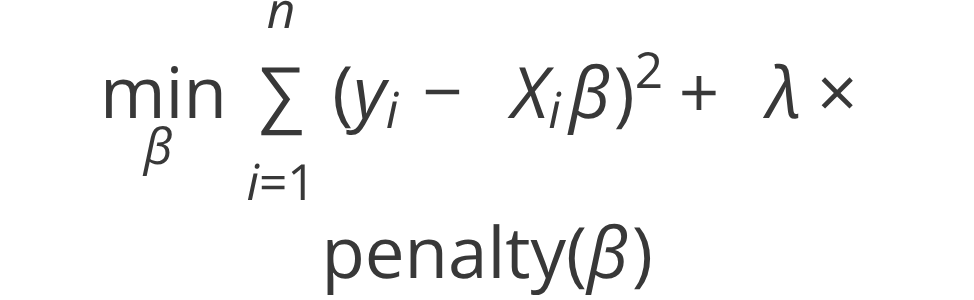 n
min ∑ (yᵢ − Xᵢβ)² + λ ×
β i=1
penalty(β)